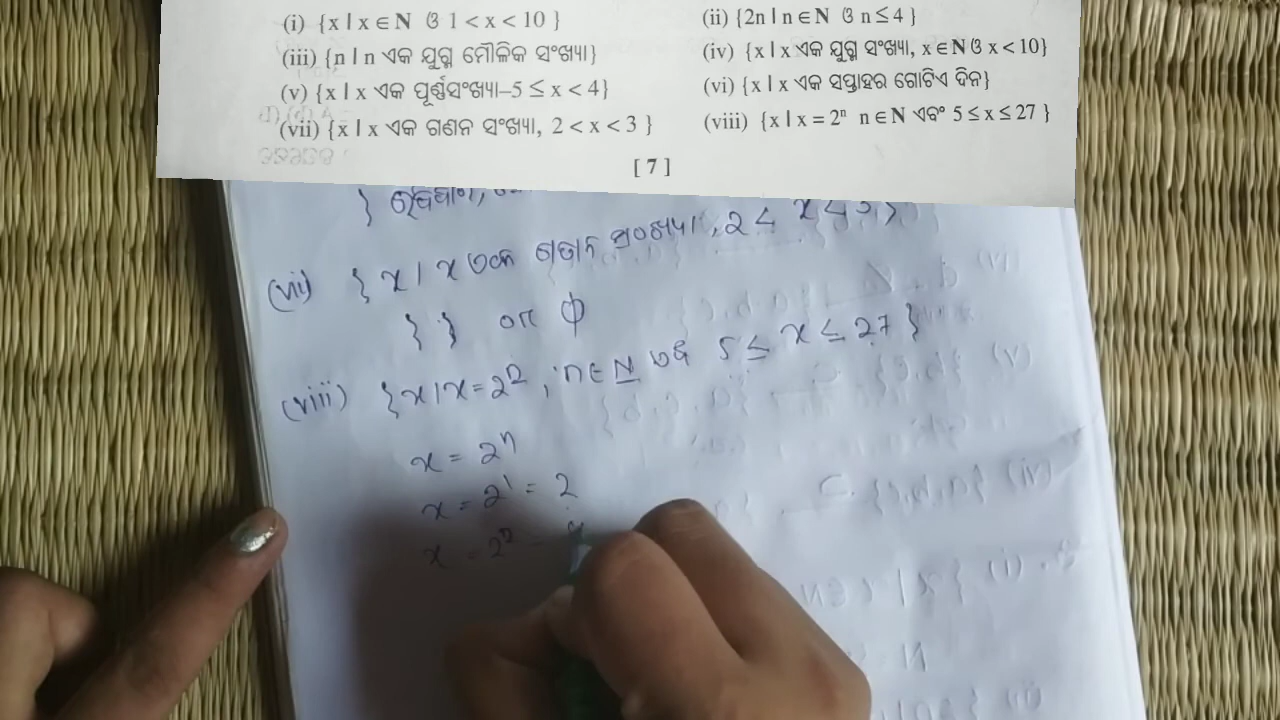 (i) {x | x ∈ N ଓ 1 < x < 10 }
(ii) {2n | n ∈ N ଓ n ≤ 4 }
(iii) {n | n ଏକ ଯୁଗ୍ମ ମୌଳିକ ସଂଖ୍ୟା}
(iv) {x | x ଏକ ଯୁଗ୍ମ ସଂଖ୍ୟା, x ∈ N ଓ x < 10}
(v) {x | x ଏକ ପୂର୍ଣ୍ଣସଂଖ୍ୟା–5 ≤ x < 4}
(vi) {x | x ଏକ ସପ୍ତାହର ଗୋଟିଏ ଦିନ}
(vii) {x | x ଏକ ଗଣନ ସଂଖ୍ୟା, 2 < x < 3 }
(viii) {x | x = 2ⁿ n ∈ N ଏବଂ 5 ≤ x ≤ 27 }
[ 7 ]
(vii) { x / x ଏକ ଗଣନ ସଂଖ୍ୟା, 2 < x < 3 }
{ } or ϕ
(viii) {x | x = 2ⁿ, n ∈ N ଏବଂ 5 ≤ x ≤ 27 }
x = 2ⁿ
x = 2¹ = 2
x = 2²